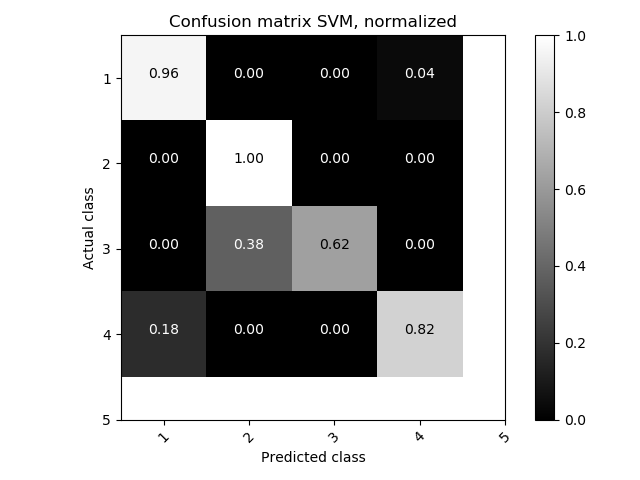 Confusion matrix SVM, normalized
1.0
0.8
0.6
0.4
0.2
0.0
Actual class
1 0.96 0.00 0.00 0.04
2 0.00 1.00 0.00 0.00
3 0.00 0.38 0.62 0.00
4 0.18 0.00 0.00 0.82
5
1 2 3 4 5
Predicted class